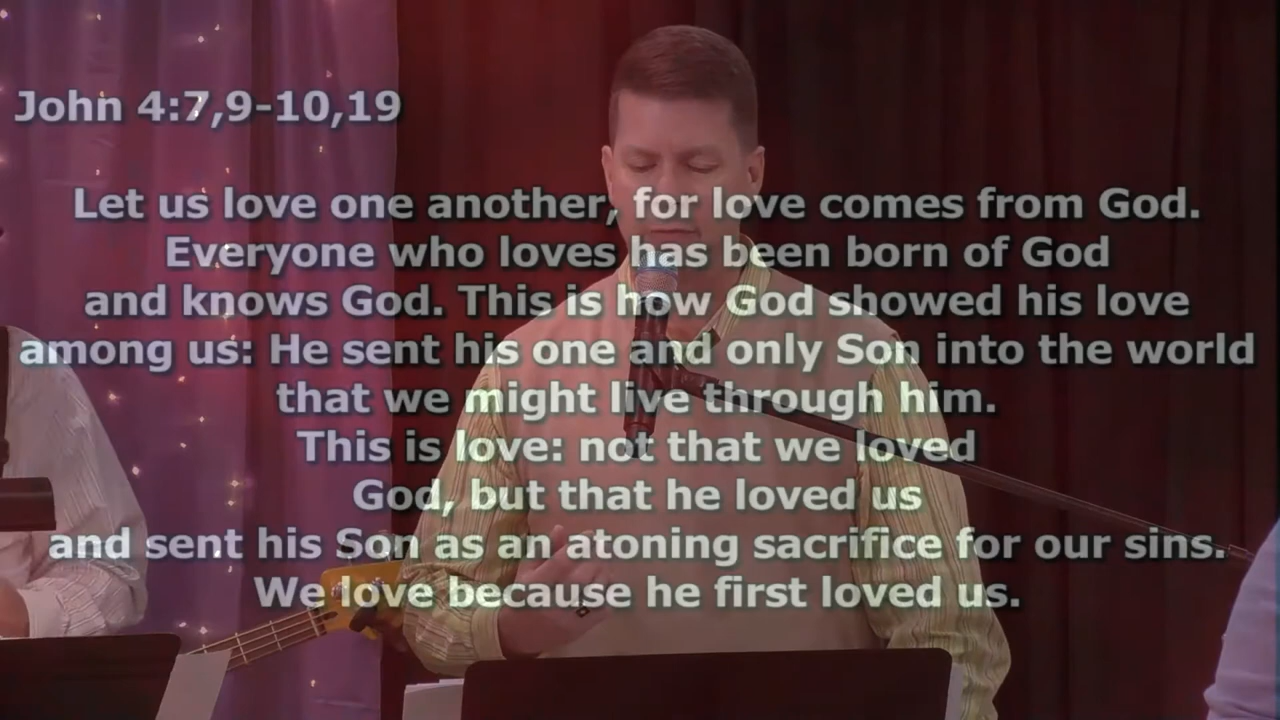 John 4:7,9-10,19
Let us love one another, for love comes from God.
Everyone who loves has been born of God
and knows God. This is how God showed his love
among us: He sent his one and only Son into the world
that we might live through him.
This is love: not that we loved
God, but that he loved us
and sent his Son as an atoning sacrifice for our sins.
We love because he first loved us.